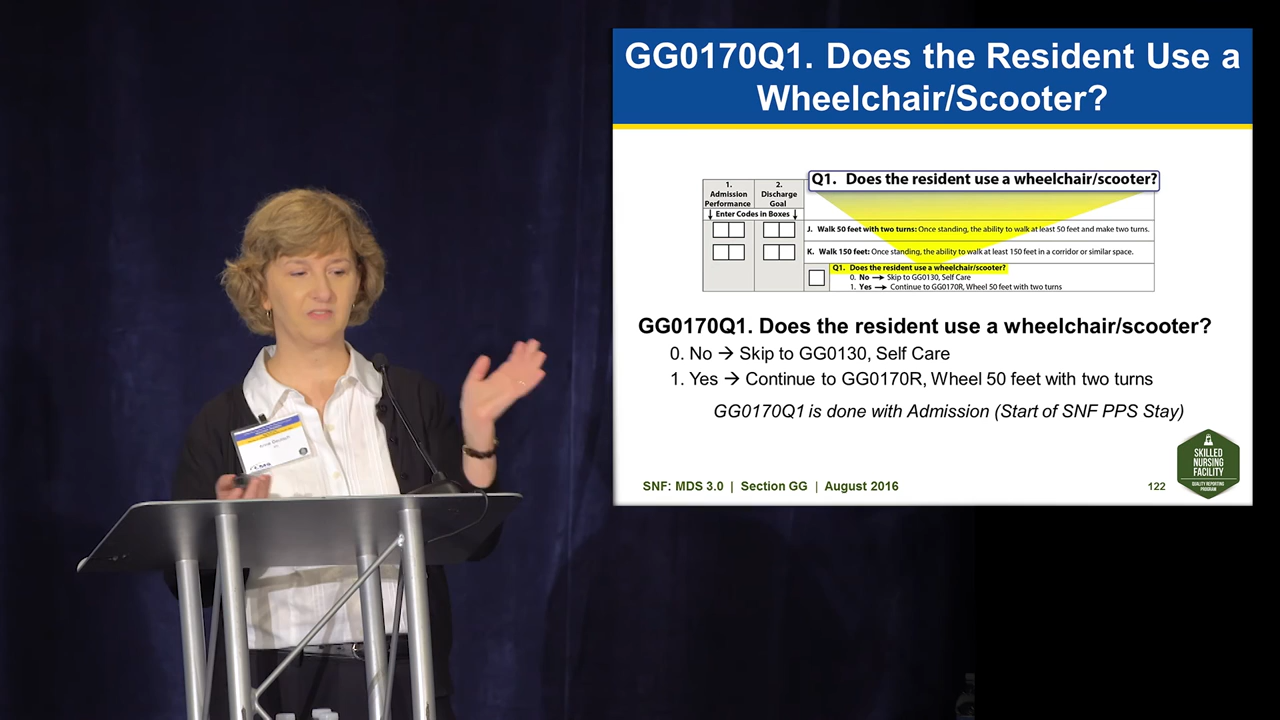 GG0170Q1. Does the Resident Use a
Wheelchair/Scooter?
Q1. Does the resident use a wheelchair/scooter?
1.
Admission
Performance
2.
Discharge
Goal
↓ Enter Codes in Boxes ↓
J. Walk 50 feet with two turns: Once standing, the ability to walk at least 50 feet and make two turns.
K. Walk 150 feet: Once standing, the ability to walk at least 150 feet in a corridor or similar space.
Q1. Does the resident use a wheelchair/scooter?
0. No → Skip to GG0130, Self Care
1. Yes → Continue to GG0170R, Wheel 50 feet with two turns
GG0170Q1. Does the resident use a wheelchair/scooter?
0. No → Skip to GG0130, Self Care
1. Yes → Continue to GG0170R, Wheel 50 feet with two turns
GG0170Q1 is done with Admission (Start of SNF PPS Stay)
SNF: MDS 3.0 | Section GG | August 2016
122
SKILLED
NURSING
FACILITY
QUALITY REPORTING
PROGRAM